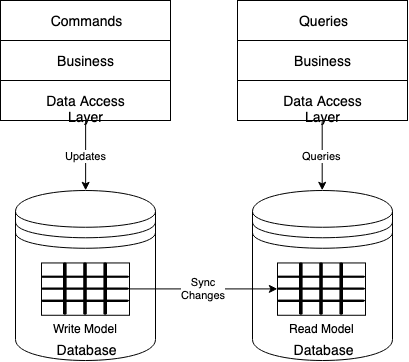 Commands
Business
Data Access
Layer
Updates
Queries
Business
Data Access
Layer
Queries
Sync
Changes
Write Model
Database
Read Model
Database